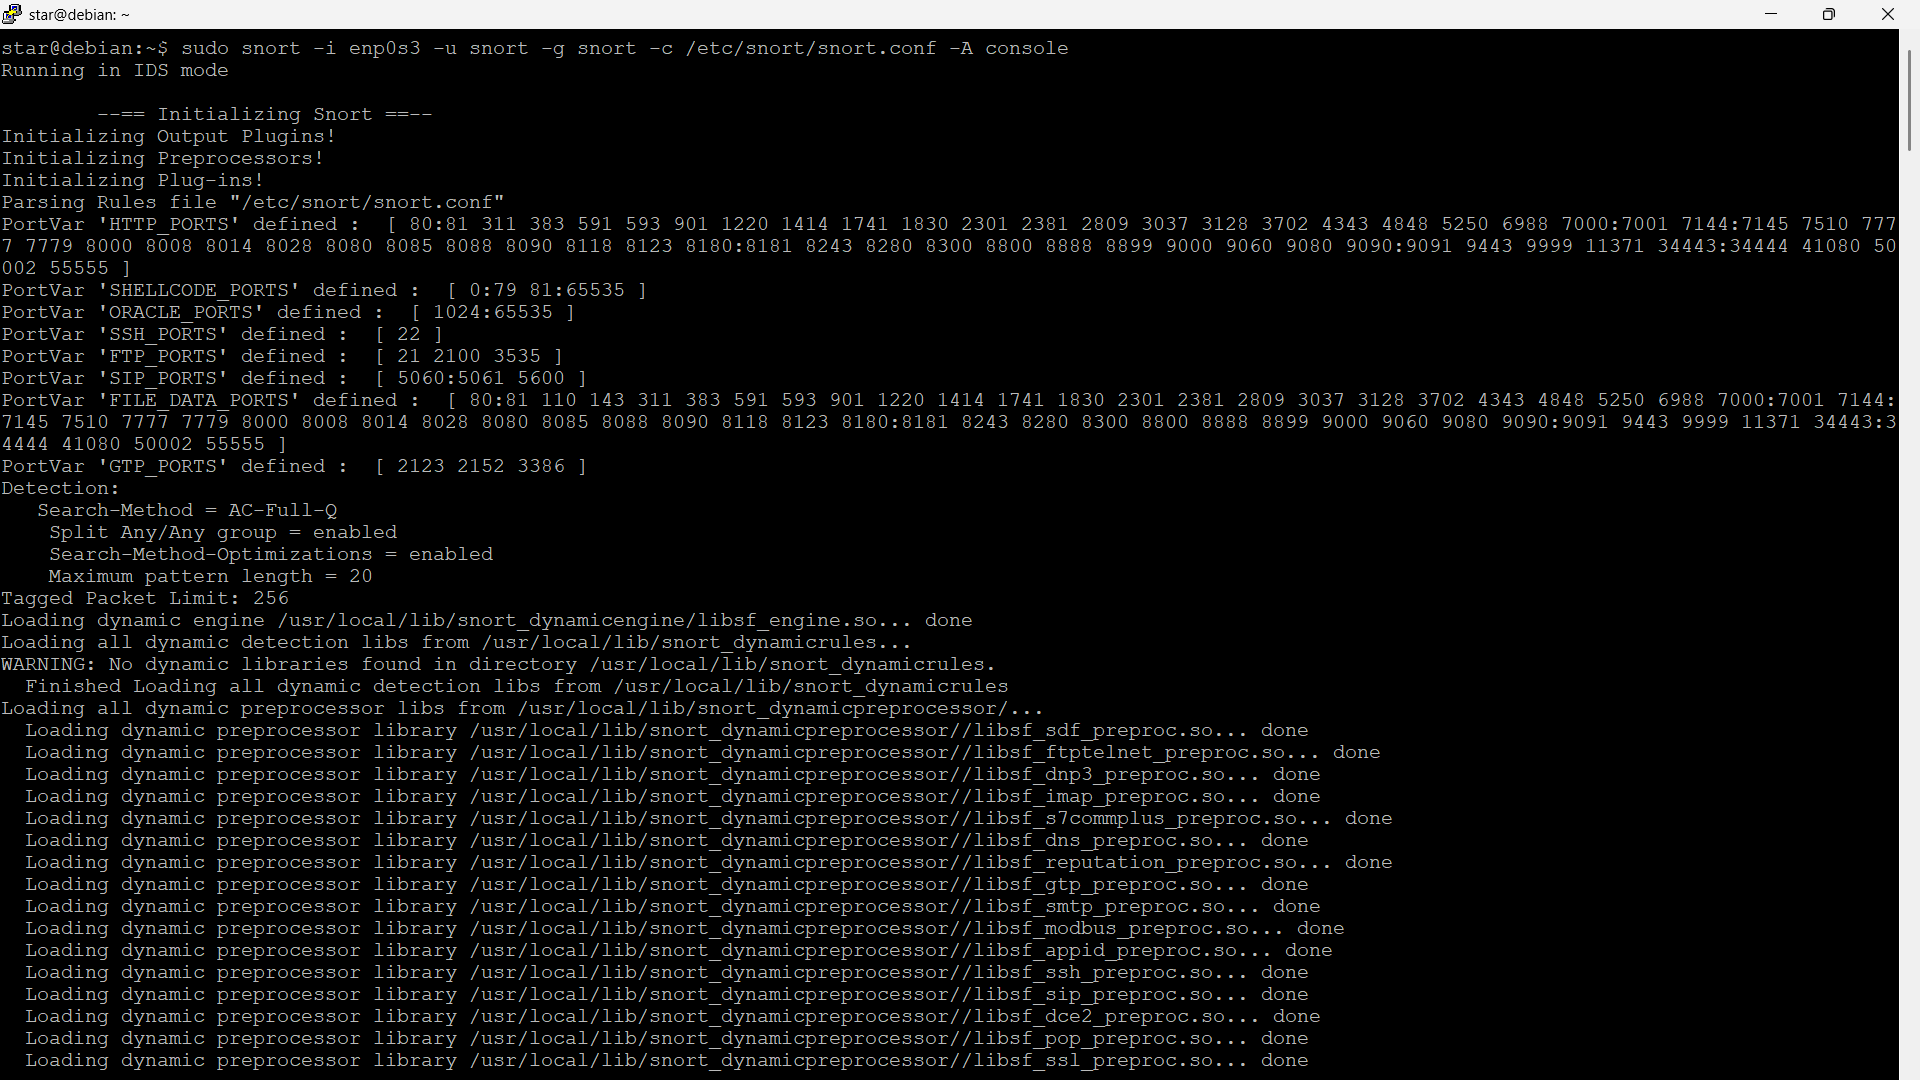 star@debian: ~
star@debian:~$ sudo snort -i enp0s3 -u snort -g snort -c /etc/snort/snort.conf -A console
Running in IDS mode
--== Initializing Snort ==--
Initializing Output Plugins!
Initializing Preprocessors!
Initializing Plug-ins!
Parsing Rules file "/etc/snort/snort.conf"
PortVar 'HTTP_PORTS' defined :  [ 80:81 311 383 591 593 901 1220 1414 1741 1830 2301 2381 2809 3037 3128 3702 4343 4848 5250 6988 7000:7001 7144:7145 7510 777
7 7779 8000 8008 8014 8028 8080 8085 8088 8090 8118 8123 8180:8181 8243 8280 8300 8800 8888 8899 9000 9060 9080 9090:9091 9443 9999 11371 34443:34444 41080 50
002 55555 ]
PortVar 'SHELLCODE_PORTS' defined :  [ 0:79 81:65535 ]
PortVar 'ORACLE_PORTS' defined :  [ 1024:65535 ]
PortVar 'SSH_PORTS' defined :  [ 22 ]
PortVar 'FTP_PORTS' defined :  [ 21 2100 3535 ]
PortVar 'SIP_PORTS' defined :  [ 5060:5061 5600 ]
PortVar 'FILE_DATA_PORTS' defined :  [ 80:81 110 143 311 383 591 593 901 1220 1414 1741 1830 2301 2381 2809 3037 3128 3702 4343 4848 5250 6988 7000:7001 7144:
7145 7510 7777 7779 8000 8008 8014 8028 8080 8085 8088 8090 8118 8123 8180:8181 8243 8280 8300 8800 8888 8899 9000 9060 9080 9090:9091 9443 9999 11371 34443:3
4444 41080 50002 55555 ]
PortVar 'GTP_PORTS' defined :  [ 2123 2152 3386 ]
Detection:
Search-Method = AC-Full-Q
Split Any/Any group = enabled
Search-Method-Optimizations = enabled
Maximum pattern length = 20
Tagged Packet Limit: 256
Loading dynamic engine /usr/local/lib/snort_dynamicengine/libsf_engine.so... done
Loading all dynamic detection libs from /usr/local/lib/snort_dynamicrules...
WARNING: No dynamic libraries found in directory /usr/local/lib/snort_dynamicrules.
Finished Loading all dynamic detection libs from /usr/local/lib/snort_dynamicrules
Loading all dynamic preprocessor libs from /usr/local/lib/snort_dynamicpreprocessor/...
Loading dynamic preprocessor library /usr/local/lib/snort_dynamicpreprocessor//libsf_sdf_preproc.so... done
Loading dynamic preprocessor library /usr/local/lib/snort_dynamicpreprocessor//libsf_ftptelnet_preproc.so... done
Loading dynamic preprocessor library /usr/local/lib/snort_dynamicpreprocessor//libsf_dnp3_preproc.so... done
Loading dynamic preprocessor library /usr/local/lib/snort_dynamicpreprocessor//libsf_imap_preproc.so... done
Loading dynamic preprocessor library /usr/local/lib/snort_dynamicpreprocessor//libsf_s7commplus_preproc.so... done
Loading dynamic preprocessor library /usr/local/lib/snort_dynamicpreprocessor//libsf_dns_preproc.so... done
Loading dynamic preprocessor library /usr/local/lib/snort_dynamicpreprocessor//libsf_reputation_preproc.so... done
Loading dynamic preprocessor library /usr/local/lib/snort_dynamicpreprocessor//libsf_gtp_preproc.so... done
Loading dynamic preprocessor library /usr/local/lib/snort_dynamicpreprocessor//libsf_smtp_preproc.so... done
Loading dynamic preprocessor library /usr/local/lib/snort_dynamicpreprocessor//libsf_modbus_preproc.so... done
Loading dynamic preprocessor library /usr/local/lib/snort_dynamicpreprocessor//libsf_appid_preproc.so... done
Loading dynamic preprocessor library /usr/local/lib/snort_dynamicpreprocessor//libsf_ssh_preproc.so... done
Loading dynamic preprocessor library /usr/local/lib/snort_dynamicpreprocessor//libsf_sip_preproc.so... done
Loading dynamic preprocessor library /usr/local/lib/snort_dynamicpreprocessor//libsf_dce2_preproc.so... done
Loading dynamic preprocessor library /usr/local/lib/snort_dynamicpreprocessor//libsf_pop_preproc.so... done
Loading dynamic preprocessor library /usr/local/lib/snort_dynamicpreprocessor//libsf_ssl_preproc.so... done